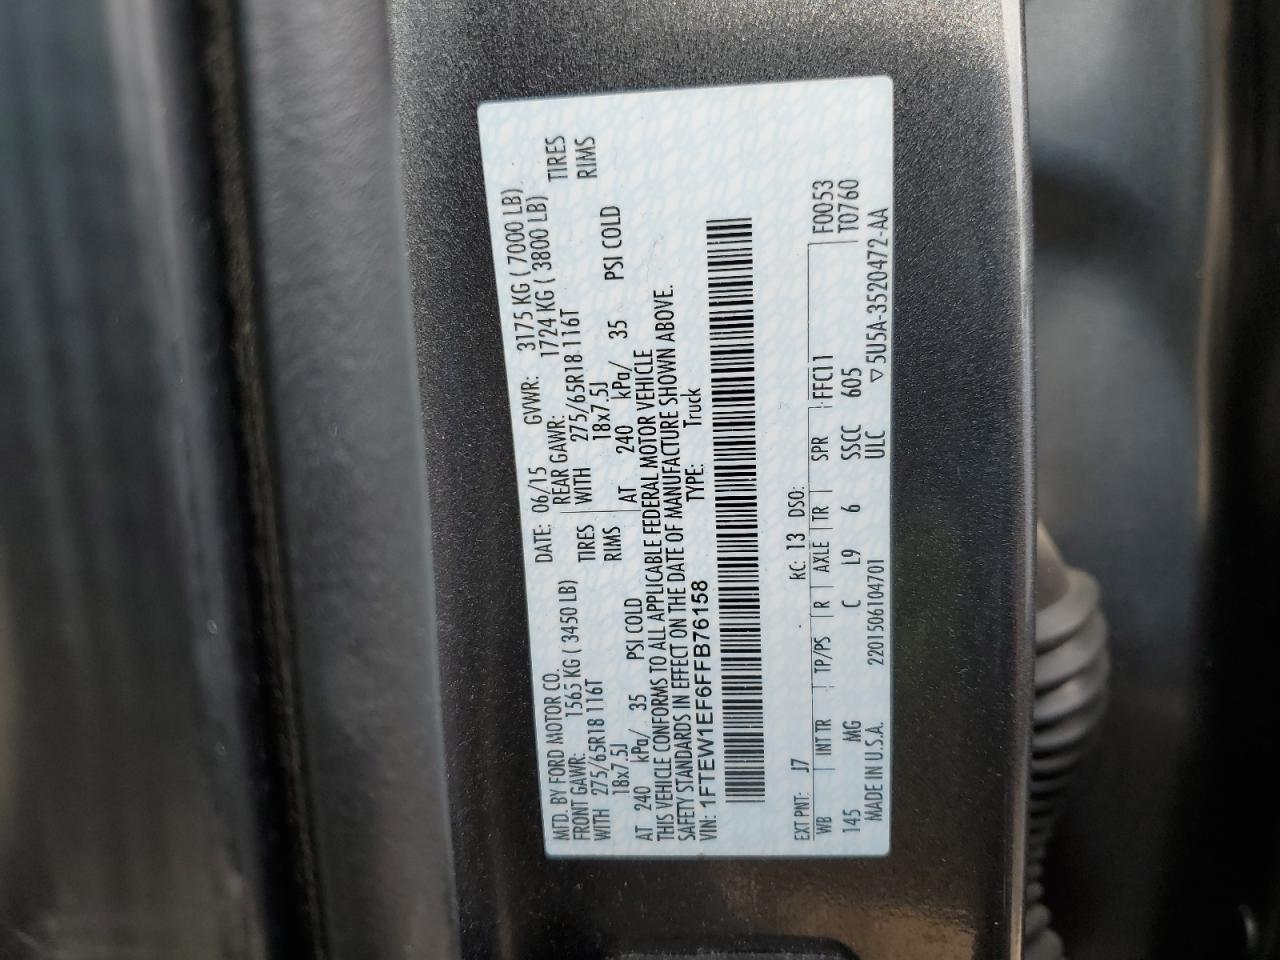 MFD. BY FORD MOTOR CO.
DATE: 06/15 GVWR: 3175 KG ( 7000 LB)
FRONT GAWR: 1565 KG ( 3450 LB) REAR GAWR: 1724 KG ( 3800 LB)
WITH 275/65R18 116T TIRES WITH 275/65R18 116T TIRES
18x7.5J RIMS 18x7.5J RIMS
AT 240 kPa/ 35 PSI COLD AT 240 kPa/ 35 PSI COLD
THIS VEHICLE CONFORMS TO ALL APPLICABLE FEDERAL MOTOR VEHICLE
SAFETY STANDARDS IN EFFECT ON THE DATE OF MANUFACTURE SHOWN ABOVE.
VIN: 1FTEW1EF6FFB76158 TYPE: Truck
EXT PNT: J7 RC: 13 DSO: F0053
WB INT TR TP/PS R AXLE TR SPR FFC11 T0760
145 MG C L9 6 SSCC 605
MADE IN U.S.A. 2201506104701 ULC ▽5U5A-3520472-AA